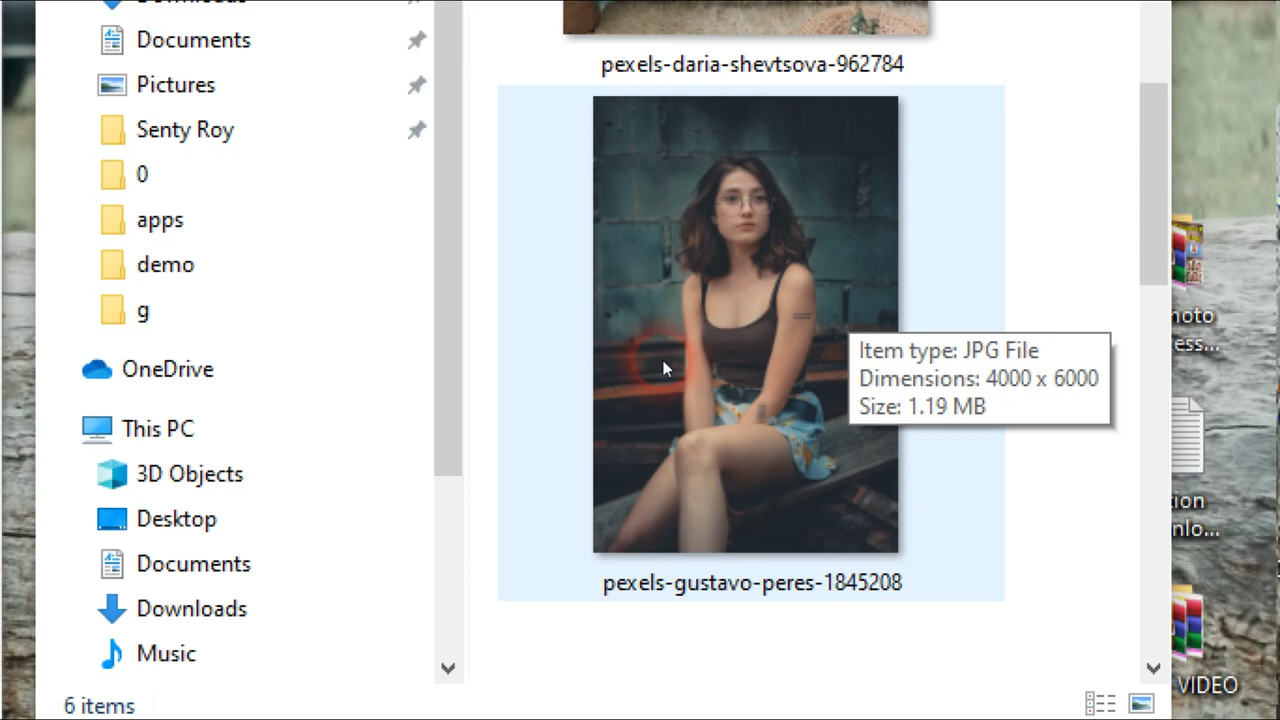 Documents
Pictures
Senty Roy
0
apps
demo
g
OneDrive
This PC
3D Objects
Desktop
Documents
Downloads
Music
6 items
pexels-daria-shevtsova-962784
Item type: JPG File
Dimensions: 4000 x 6000
Size: 1.19 MB
pexels-gustavo-peres-1845208
VIDEO